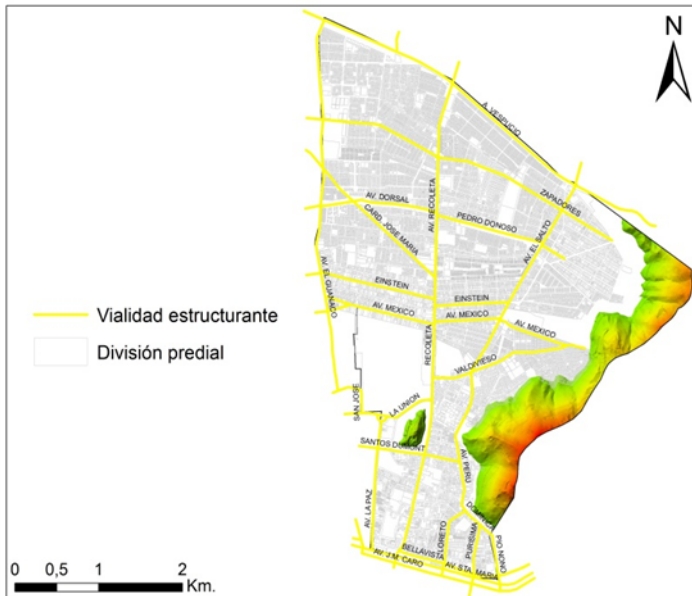 N
A. VESPUCIO
ZAPADORES
AV. DORSAL
AV. RECOLETA
PEDRO DONOSO
AV. EL SALTO
CARD. JOSE MARIA
AV. EL GUANACO
EINSTEIN
EINSTEIN
AV. MEXICO
AV. MEXICO
AV. MEXICO
Vialidad estructurante
División predial
RECOLETA
VALDIVIESO
SAN JOSE
LA UNION
SANTOS DUMONT
AV. PERU
AV. LA PAZ
LORETO
PURISIMA
PIO NONO
BELLAVISTA
AV. J.M. CARO
AV. STA. MARIA
0 0,5 1 2
Km.